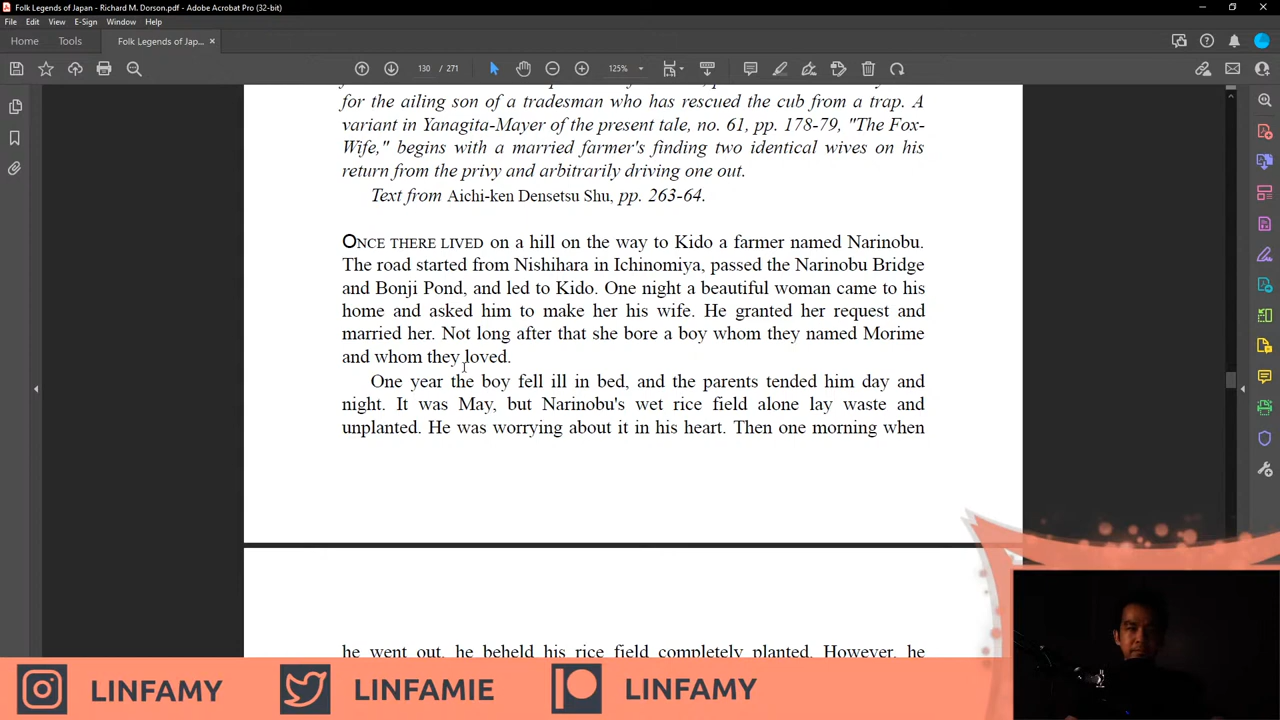 Folk Legends of Japan - Richard M. Dorson.pdf - Adobe Acrobat Pro (32-bit)
File Edit View E-Sign Window Help
Home Tools Folk Legends of Jap... ×
130 / 271 125%
for the ailing son of a tradesman who has rescued the cub from a trap. A
variant in Yanagita-Mayer of the present tale, no. 61, pp. 178-79, "The Fox-
Wife," begins with a married farmer's finding two identical wives on his
return from the privy and arbitrarily driving one out.
Text from Aichi-ken Densetsu Shu, pp. 263-64.
ONCE THERE LIVED on a hill on the way to Kido a farmer named Narinobu.
The road started from Nishihara in Ichinomiya, passed the Narinobu Bridge
and Bonji Pond, and led to Kido. One night a beautiful woman came to his
home and asked him to make her his wife. He granted her request and
married her. Not long after that she bore a boy whom they named Morime
and whom they loved.
One year the boy fell ill in bed, and the parents tended him day and
night. It was May, but Narinobu's wet rice field alone lay waste and
unplanted. He was worrying about it in his heart. Then one morning when
he went out, he beheld his rice field completely planted. However, he
LINFAMY LINFAMIE LINFAMY